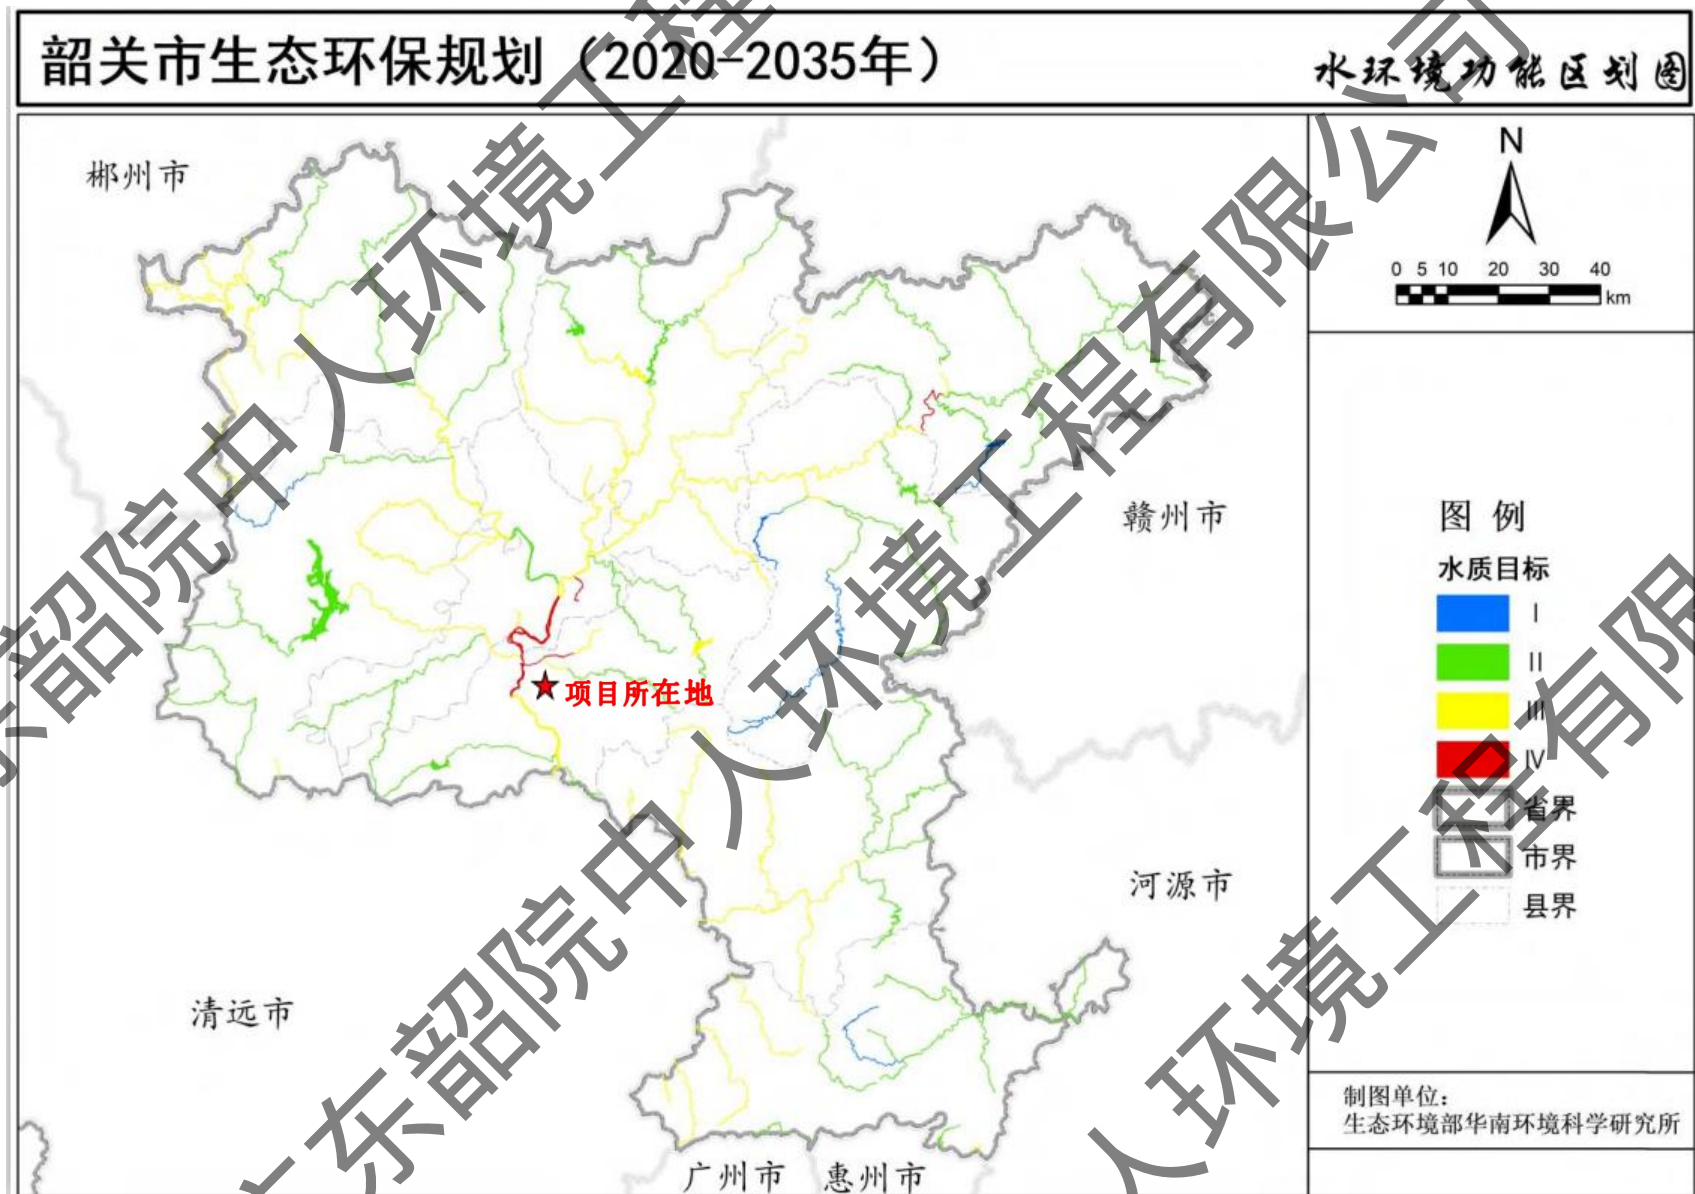 韶关市生态环保规划（2020-2035年）
水环境功能区划图
郴州市
赣州市
河源市
清远市
广州市
惠州市
项目所在地
N
0 5 10 20 30 40
km
图 例
水质目标
I
II
III
IV
省界
市界
县界
制图单位：
生态环境部华南环境科学研究所
广东韶院中人环境工程有限公司
广东韶院中人环境工程有限公司
人环境工程有限